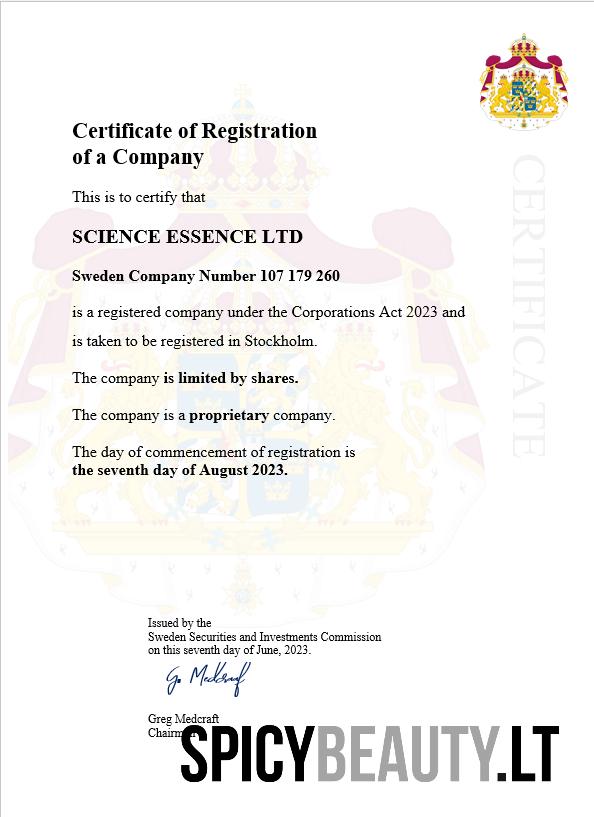 Certificate of Registration
of a Company
CERTIFICATE
This is to certify that
SCIENCE ESSENCE LTD
Sweden Company Number 107 179 260
is a registered company under the Corporations Act 2023 and
is taken to be registered in Stockholm.
The company is limited by shares.
The company is a proprietary company.
The day of commencement of registration is
the seventh day of August 2023.
Issued by the
Sweden Securities and Investments Commission
on this seventh day of June, 2023.
G. Medcraft
Greg Medcraft
Chairman
SPICYBEAUTY.LT